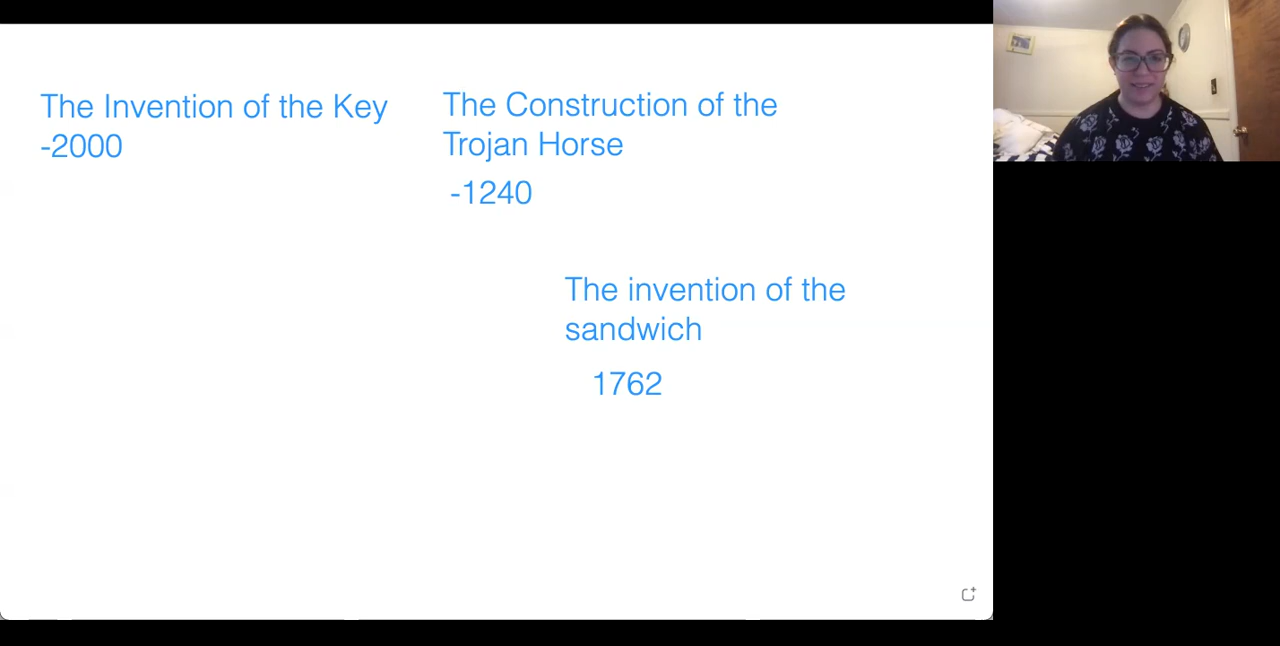 The Invention of the Key
-2000
The Construction of the
Trojan Horse
-1240
The invention of the
sandwich
1762